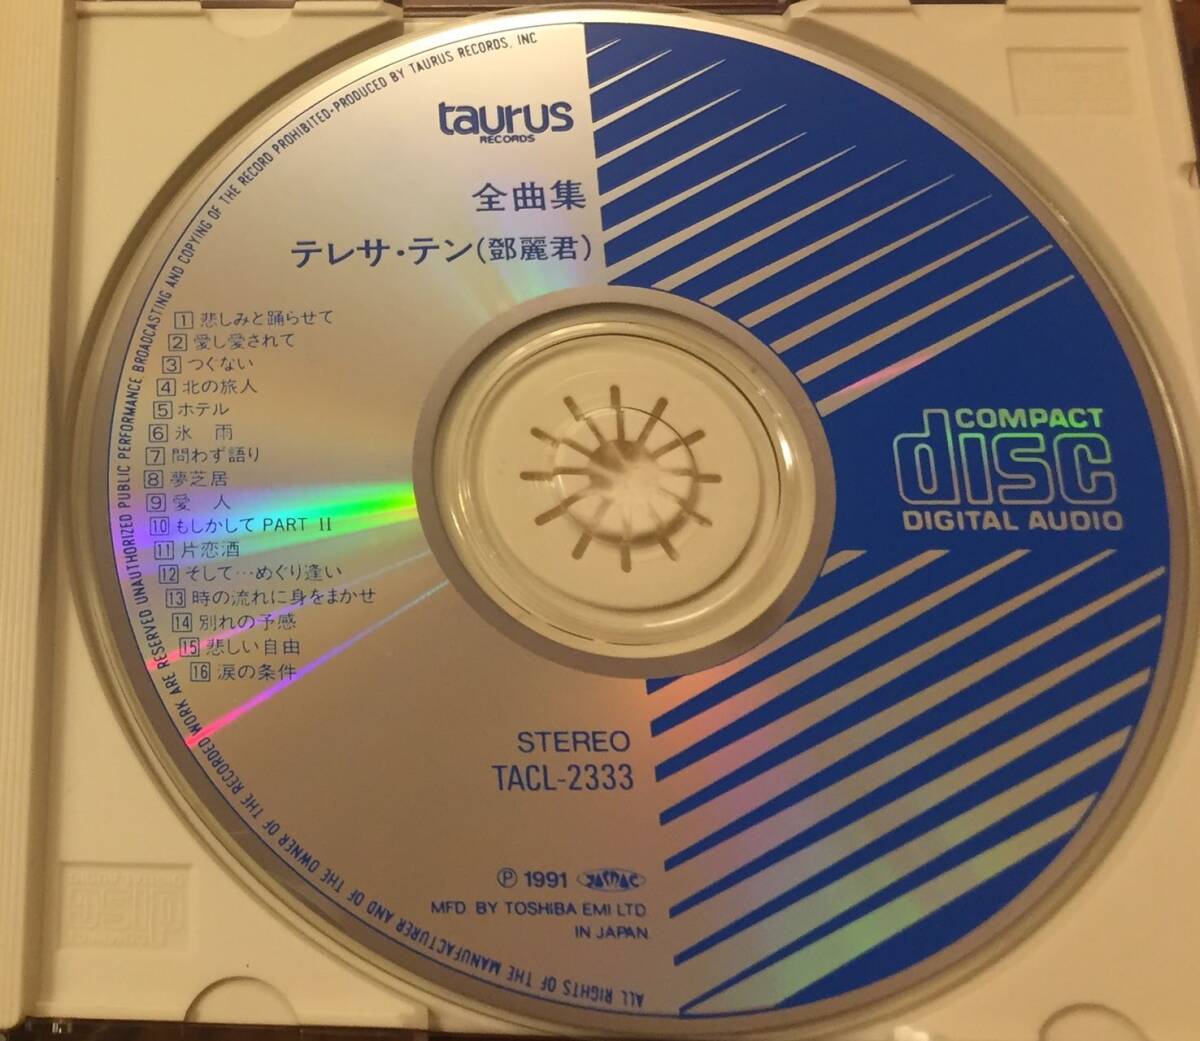 taurus
RECORDS
全曲集
テレサ・テン(鄧麗君)
1 悲しみと踊らせて
2 愛し愛されて
3 つぐない
4 北の旅人
5 ホテル
6 氷 雨
7 問わず語り
8 夢芝居
9 愛 人
10 もしかして PART II
11 片恋酒
12 そして…めぐり逢い
13 時の流れに身をまかせ
14 別れの予感
15 悲しい自由
16 涙の条件
COMPACT
disc
DIGITAL AUDIO
STEREO
TACL-2333
Ⓟ 1991 JASRAC
MFD. BY TOSHIBA EMI LTD.
IN JAPAN.
ALL RIGHTS OF THE MANUFACTURER AND OF THE OWNER OF THE RECORDED WORK ARE RESERVED UNAUTHORIZED PUBLIC PERFORMANCE BROADCASTING AND COPYING OF THE RECORD PROHIBITED•PRODUCED BY TAURUS RECORDS, INC